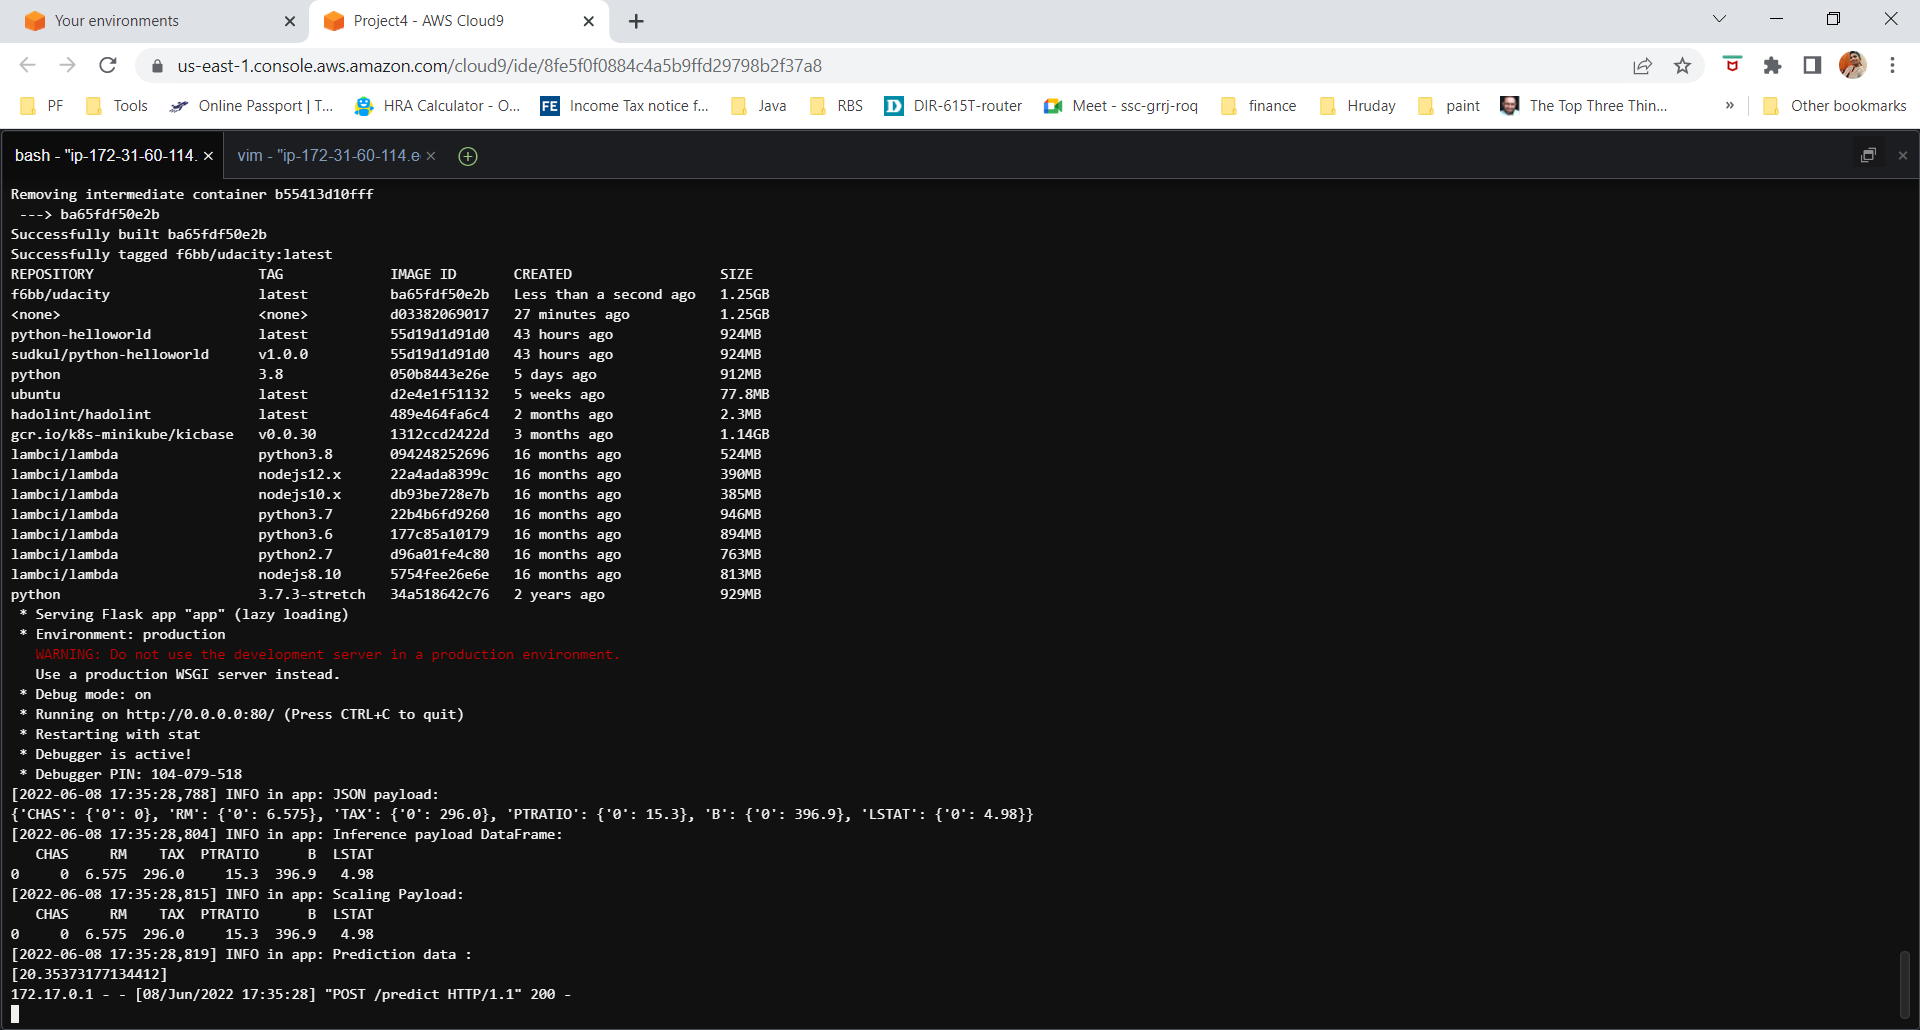 Your environments
Project4 - AWS Cloud9
us-east-1.console.aws.amazon.com/cloud9/ide/8fe5f0f0884c4a5b9ffd29798b2f37a8
PF Tools Online Passport | T... HRA Calculator - O... FE Income Tax notice f... Java RBS D DIR-615T-router Meet - ssc-grrj-roq finance Hruday paint The Top Three Thin... » Other bookmarks
bash - "ip-172-31-60-114. vim - "ip-172-31-60-114.e
Removing intermediate container b55413d10fff
 ---> ba65fdf50e2b
Successfully built ba65fdf50e2b
Successfully tagged f6bb/udacity:latest
REPOSITORY                    TAG             IMAGE ID       CREATED                  SIZE
f6bb/udacity                  latest          ba65fdf50e2b   Less than a second ago   1.25GB
<none>                        <none>          d03382069017   27 minutes ago           1.25GB
python-helloworld             latest          55d19d1d91d0   43 hours ago             924MB
sudkul/python-helloworld      v1.0.0          55d19d1d91d0   43 hours ago             924MB
python                        3.8             050b8443e26e   5 days ago               912MB
ubuntu                        latest          d2e4e1f51132   5 weeks ago              77.8MB
hadolint/hadolint             latest          489e464fa6c4   2 months ago             2.3MB
gcr.io/k8s-minikube/kicbase   v0.0.30         1312ccd2422d   3 months ago             1.14GB
lambci/lambda                 python3.8       094248252696   16 months ago            524MB
lambci/lambda                 nodejs12.x      22a4ada8399c   16 months ago            390MB
lambci/lambda                 nodejs10.x      db93be728e7b   16 months ago            385MB
lambci/lambda                 python3.7       22b4b6fd9260   16 months ago            946MB
lambci/lambda                 python3.6       177c85a10179   16 months ago            894MB
lambci/lambda                 python2.7       d96a01fe4c80   16 months ago            763MB
lambci/lambda                 nodejs8.10      5754fee26e6e   16 months ago            813MB
python                        3.7.3-stretch   34a518642c76   2 years ago              929MB
 * Serving Flask app "app" (lazy loading)
 * Environment: production
   WARNING: Do not use the development server in a production environment.
   Use a production WSGI server instead.
 * Debug mode: on
 * Running on http://0.0.0.0:80/ (Press CTRL+C to quit)
 * Restarting with stat
 * Debugger is active!
 * Debugger PIN: 104-079-518
[2022-06-08 17:35:28,788] INFO in app: JSON payload:
{'CHAS': {'0': 0}, 'RM': {'0': 6.575}, 'TAX': {'0': 296.0}, 'PTRATIO': {'0': 15.3}, 'B': {'0': 396.9}, 'LSTAT': {'0': 4.98}}
[2022-06-08 17:35:28,804] INFO in app: Inference payload DataFrame:
   CHAS     RM    TAX  PTRATIO      B  LSTAT
0     0  6.575  296.0     15.3  396.9   4.98
[2022-06-08 17:35:28,815] INFO in app: Scaling Payload:
   CHAS     RM    TAX  PTRATIO      B  LSTAT
0     0  6.575  296.0     15.3  396.9   4.98
[2022-06-08 17:35:28,819] INFO in app: Prediction data :
[20.35373177134412]
172.17.0.1 - - [08/Jun/2022 17:35:28] "POST /predict HTTP/1.1" 200 -